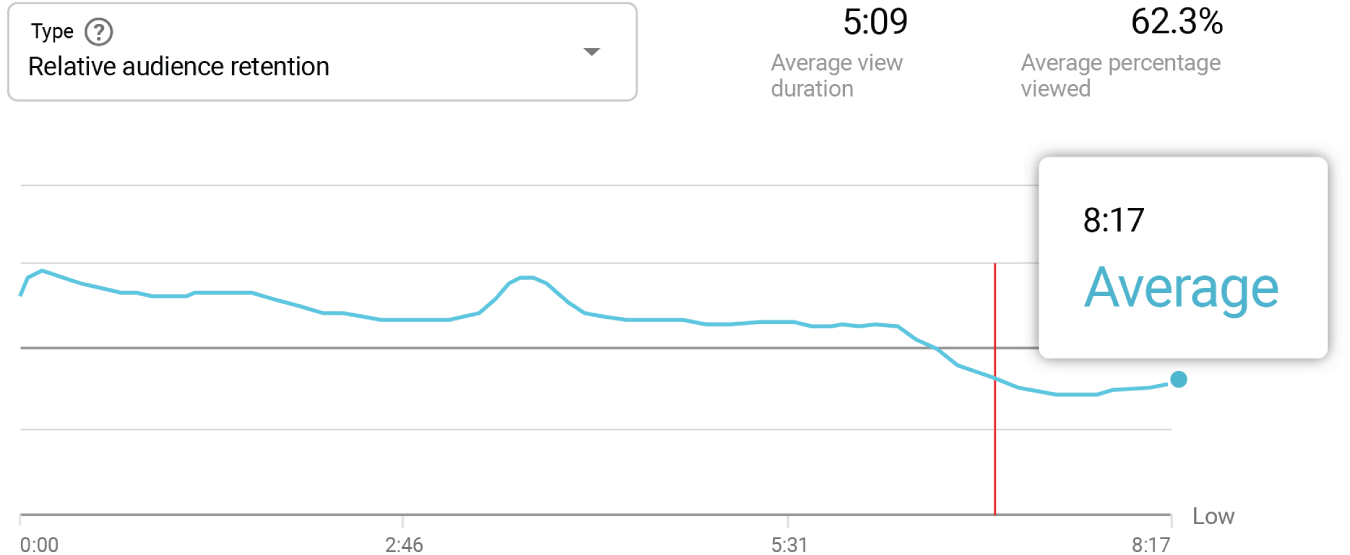 Type ?
Relative audience retention
5:09
Average view
duration
62.3%
Average percentage
viewed
8:17
Average
Low
0:00
2:46
5:31
8:17